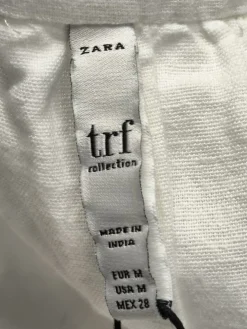 ZARA
trf
collection
MADE IN
INDIA
EUR M
USA M
MEX 28